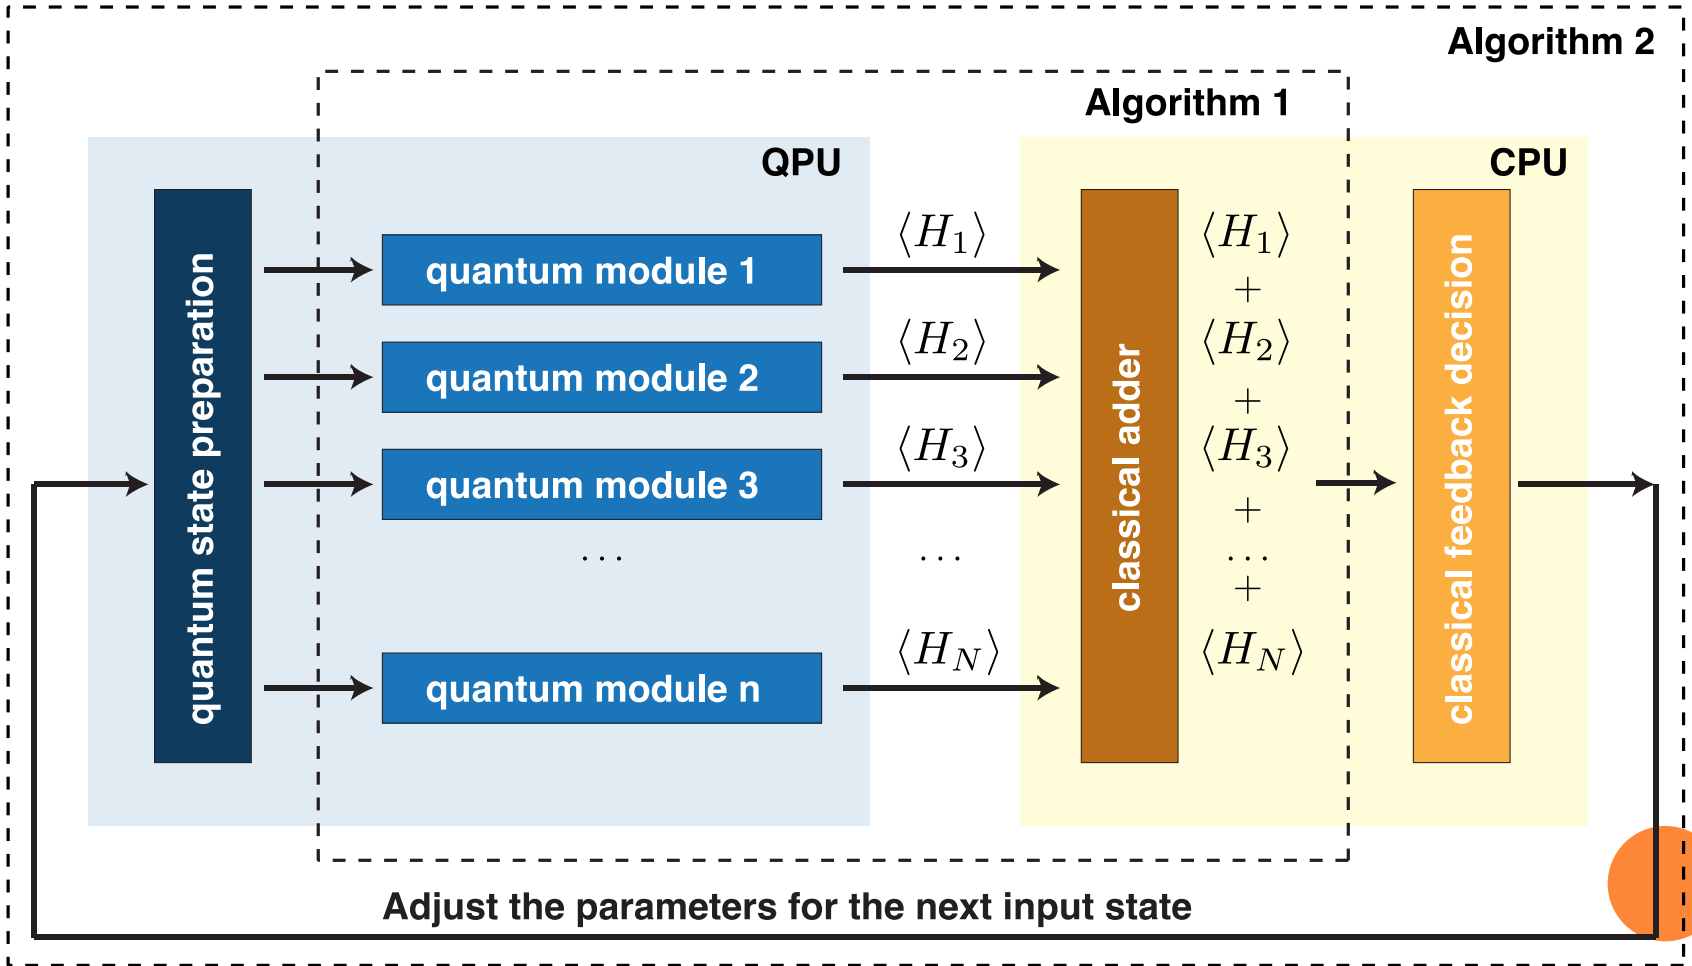 Algorithm 2
Algorithm 1
QPU
CPU
quantum state preparation
quantum module 1
quantum module 2
quantum module 3
...
quantum module n
⟨H₁⟩
⟨H₂⟩
⟨H₃⟩
...
⟨H_N⟩
classical adder
⟨H₁⟩
+
⟨H₂⟩
+
⟨H₃⟩
+
...
+
⟨H_N⟩
classical feedback decision
Adjust the parameters for the next input state